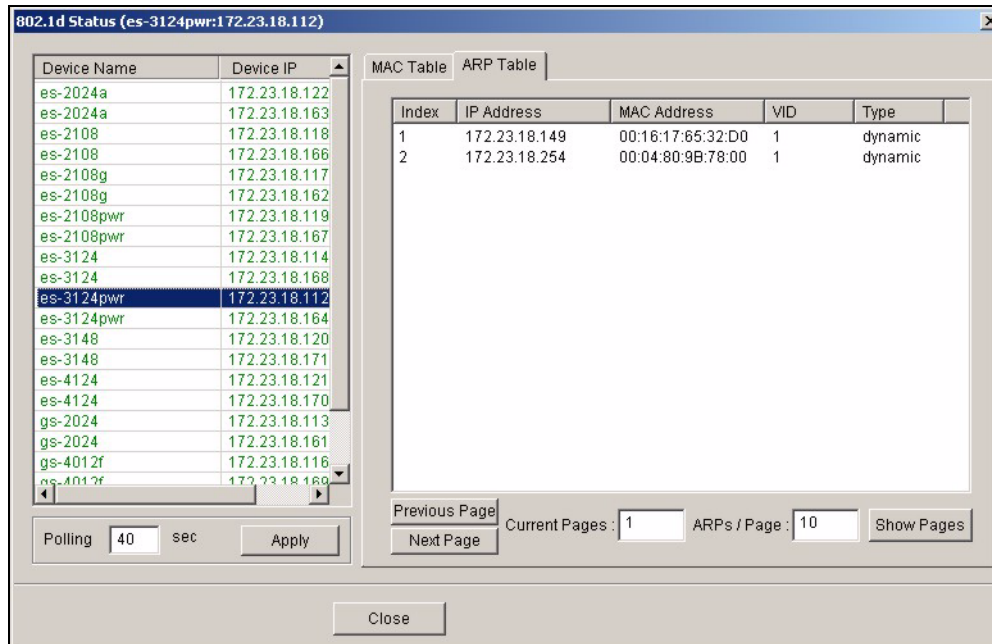 802.1d Status (es-3124pwr:172.23.18.112)
Device Name Device IP
es-2024a 172.23.18.122
es-2024a 172.23.18.163
es-2108 172.23.18.118
es-2108 172.23.18.166
es-2108g 172.23.18.117
es-2108g 172.23.18.162
es-2108pwr 172.23.18.119
es-2108pwr 172.23.18.167
es-3124 172.23.18.114
es-3124 172.23.18.168
es-3124pwr 172.23.18.112
es-3124pwr 172.23.18.164
es-3148 172.23.18.120
es-3148 172.23.18.171
es-4124 172.23.18.121
es-4124 172.23.18.170
gs-2024 172.23.18.113
gs-2024 172.23.18.161
gs-4012f 172.23.18.116
gs-4012f 172.23.18.169
Polling 40 sec Apply
MAC Table ARP Table
Index IP Address MAC Address VID Type
1 172.23.18.149 00:16:17:65:32:D0 1 dynamic
2 172.23.18.254 00:04:80:9B:78:00 1 dynamic
Previous Page
Next Page
Current Pages : 1 ARPs / Page : 10 Show Pages
Close